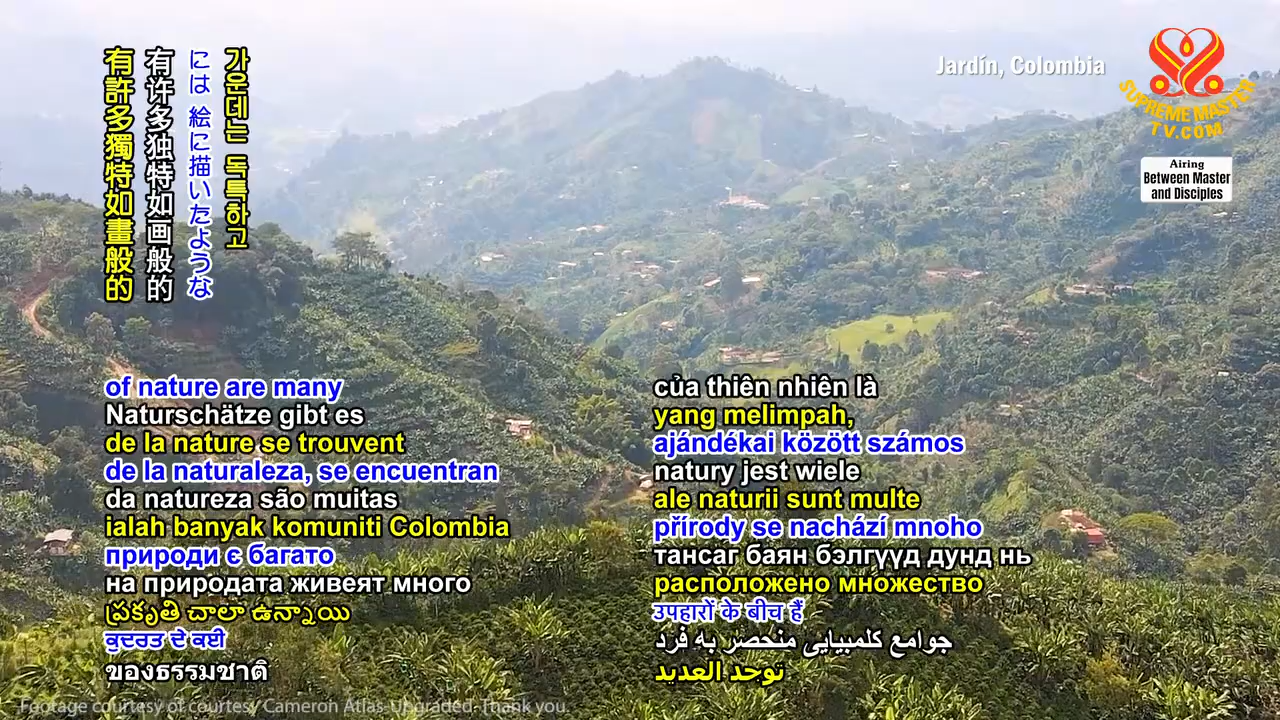 Jardín, Colombia
SUPREME MASTER
TV.COM
Airing
Between Master
and Disciples
가운데는 독특하고
には 絵に描いたような
有许多独特如画般的
有許多獨特如畫般的
of nature are many
Naturschätze gibt es
de la nature se trouvent
de la naturaleza, se encuentran
da natureza são muitas
ialah banyak komuniti Colombia
природи є багато
на природата живеят много
ప్రకృతి చాలా ఉన్నాయి
ਕੁਦਰਤ ਦੇ ਕਈ
ของธรรมชาติ
của thiên nhiên là
yang melimpah,
ajándékai között számos
natury jest wiele
ale naturii sunt multe
přírody se nachází mnoho
тансаг баян бэлгүүд дунд нь
расположено множество
उपहारों के बीच हैं
جوامع کلمبیایی منحصر به فرد
توجد العديد
Footage courtesy of courtesy Cameron Atlas-Upgraded. Thank you.